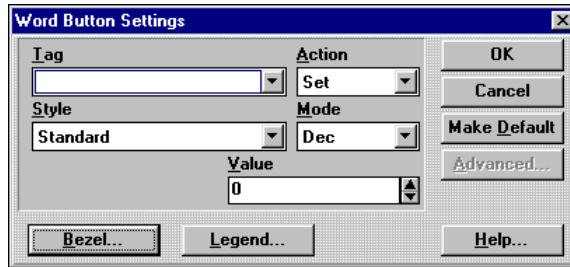 Word Button Settings
Tag
Action
OK
Set
Cancel
Style
Mode
Standard
Dec
Make Default
Value
Advanced...
0
Bezel...
Legend...
Help...